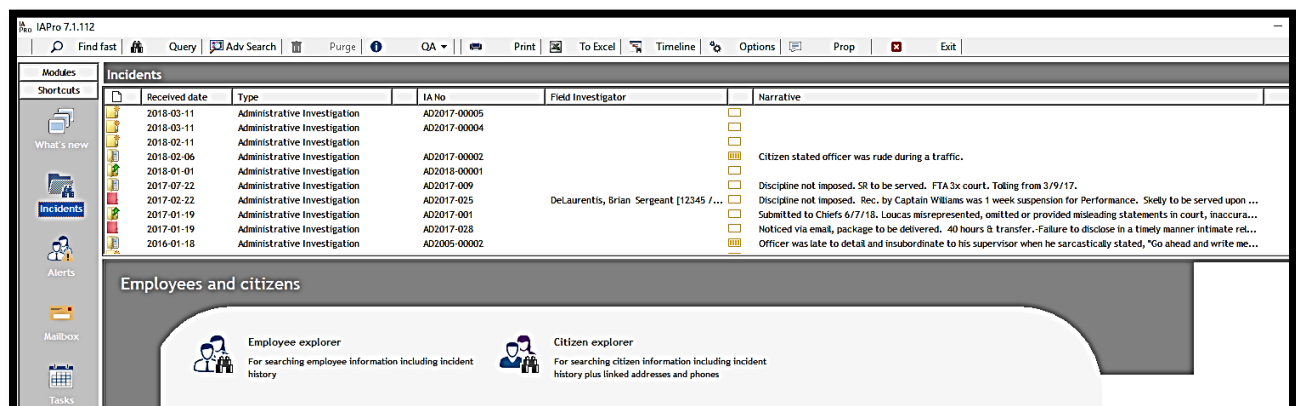 IA PRO IAPro 7.1.112
Find fast Query Adv Search Purge QA Print To Excel Timeline Options Prop Exit
Modules
Shortcuts
What's new
Incidents
Alerts
Mailbox
Tasks
Incidents
Received date Type IA No Field Investigator Narrative
2018-03-11 Administrative Investigation AD2017-00005
2018-03-11 Administrative Investigation AD2017-00004
2018-02-11 Administrative Investigation
2018-02-06 Administrative Investigation AD2017-00002 Citizen stated officer was rude during a traffic.
2018-01-01 Administrative Investigation AD2018-00001
2017-07-22 Administrative Investigation AD2017-009 Discipline not imposed. SR to be served. FTA 3x court. Tolling from 3/9/17.
2017-02-22 Administrative Investigation AD2017-025 DeLaurentis, Brian Sergeant [12345 /... Discipline not imposed. Rec. by Captain Williams was 1 week suspension for Performance. Skelly to be served upon ...
2017-01-19 Administrative Investigation AD2017-001 Submitted to Chiefs 6/7/18. Loucas misrepresented, omitted or provided misleading statements in court, inaccura...
2017-01-19 Administrative Investigation AD2017-028 Noticed via email, package to be delivered. 40 hours & transfer.-Failure to disclose in a timely manner intimate rel...
2016-01-18 Administrative Investigation AD2005-00002 Officer was late to detail and insubordinate to his supervisor when he sarcastically stated, "Go ahead and write me...
Employees and citizens
Employee explorer
For searching employee information including incident
history
Citizen explorer
For searching citizen information including incident
history plus linked addresses and phones